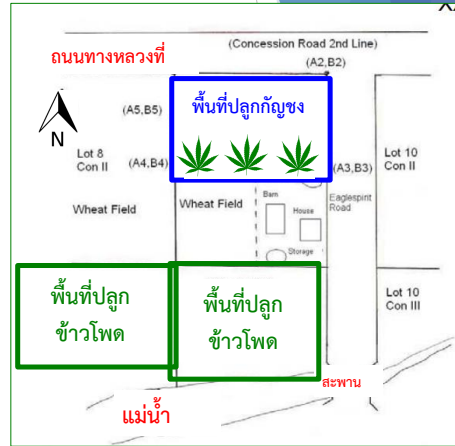 (Concession Road 2nd Line)
ถนนทางหลวงที่
(A2,B2)
(A5,B5)
พื้นที่ปลูกกัญชง
N
Lot 8
Con II
(A4,B4)
(A3,B3)
Lot 10
Con II
Wheat Field
Wheat Field
Barn
House
Eaglespirit
Road
Storage
พื้นที่ปลูก
ข้าวโพด
พื้นที่ปลูก
ข้าวโพด
Lot 10
Con III
สะพาน
แม่น้ำ